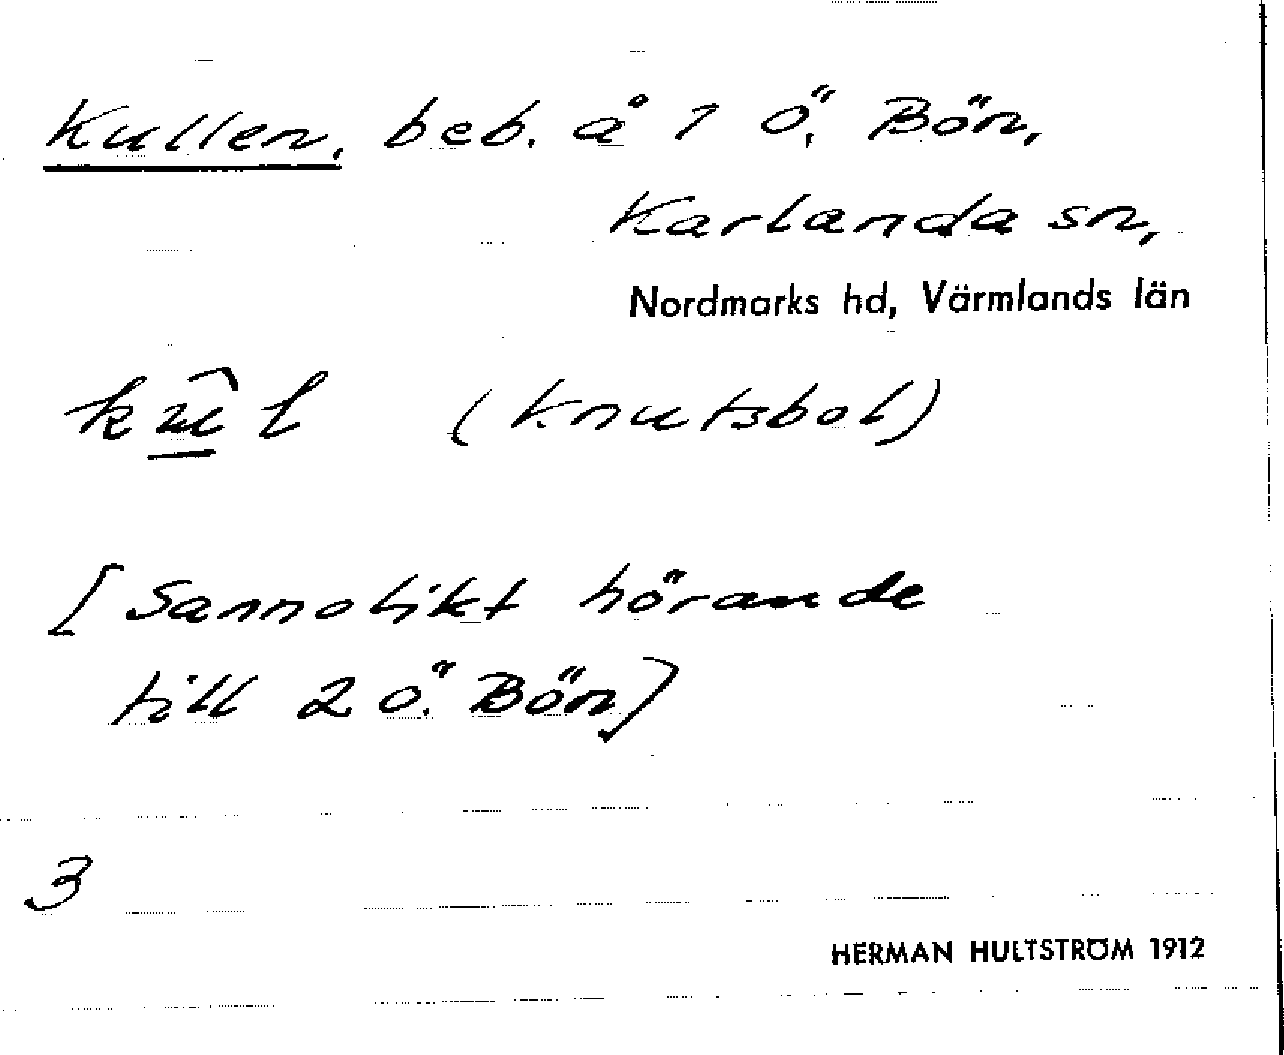 Kullen, beb. å 1 Ö. Bön,
Karlanda sn,
Nordmarks hd, Värmlands län
(Knutsbol)
[Sannolikt hörande
till 2 Ö. Bön]
3
HERMAN HULTSTRÖM 1912